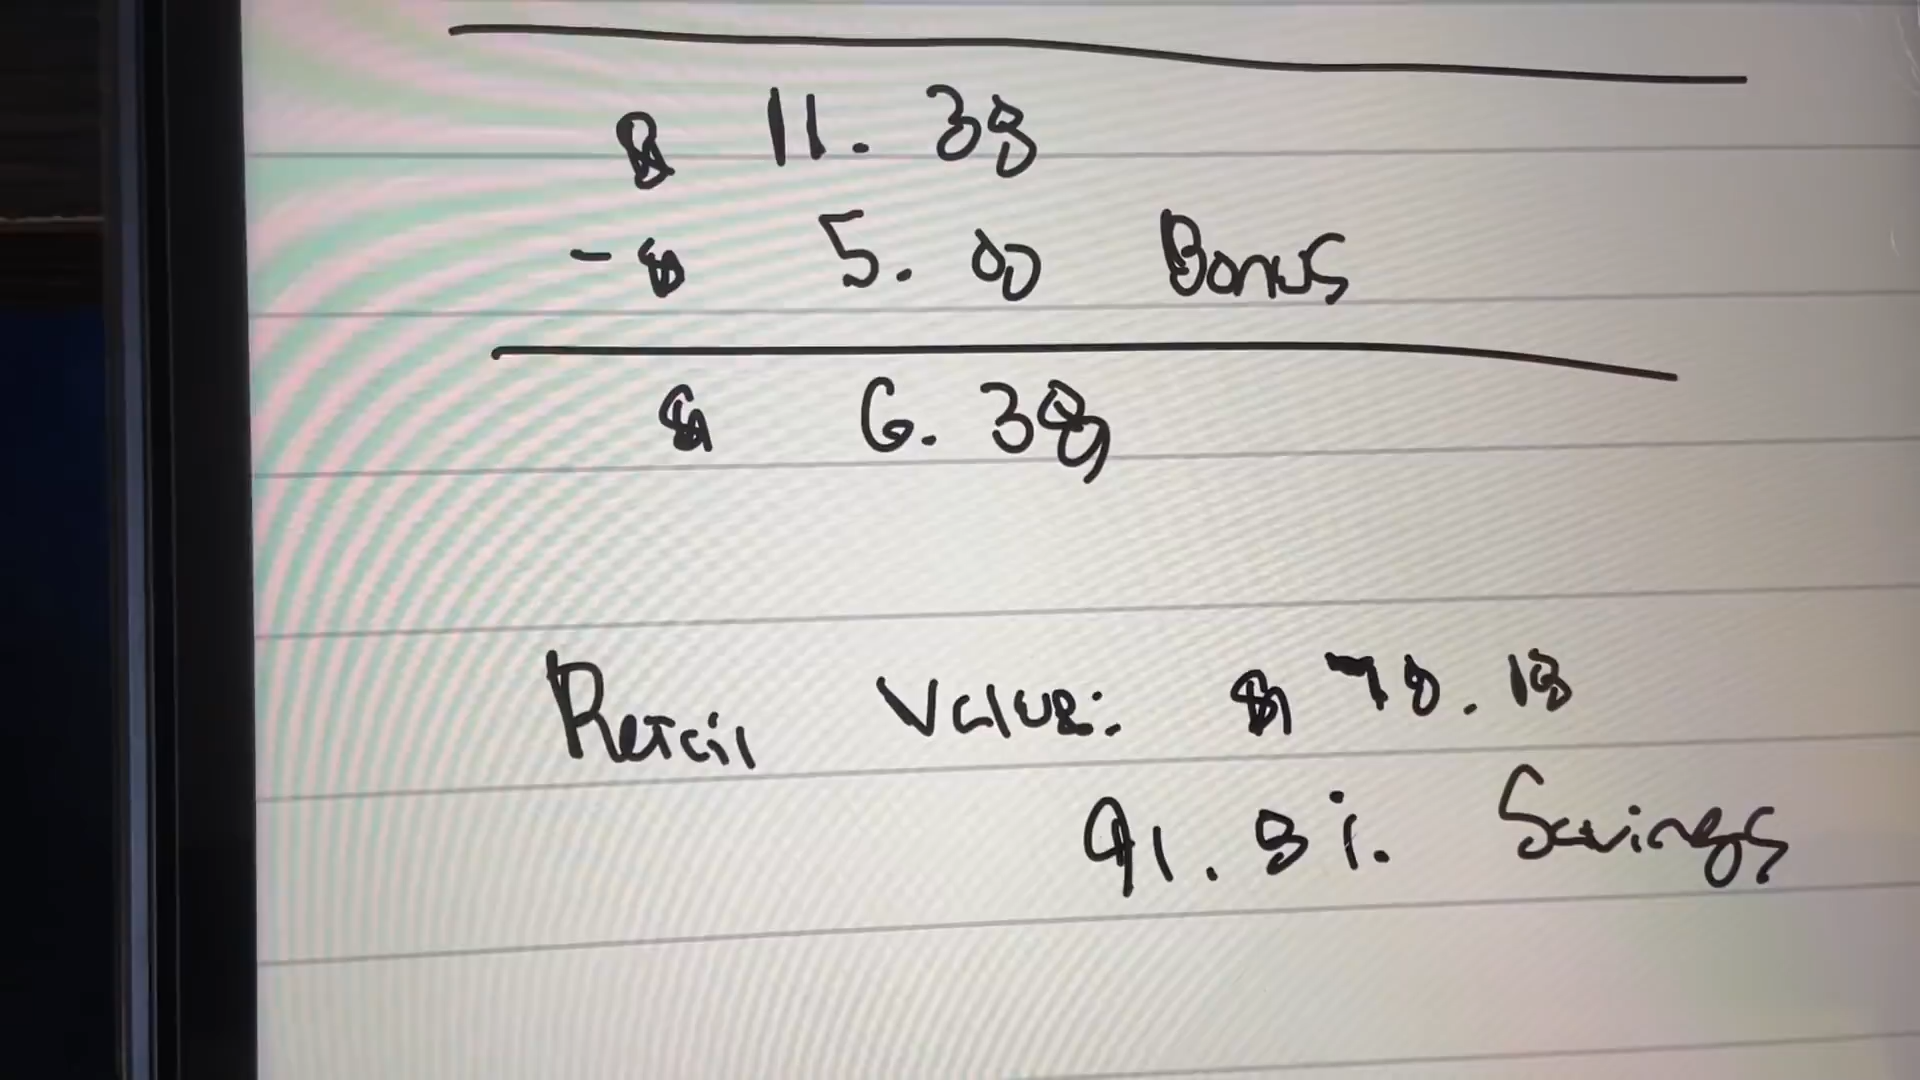 $ 11.38
- $ 5.00 Bonus
$ 6.38
Retail Value: $ 78.18
91.8%. Savings